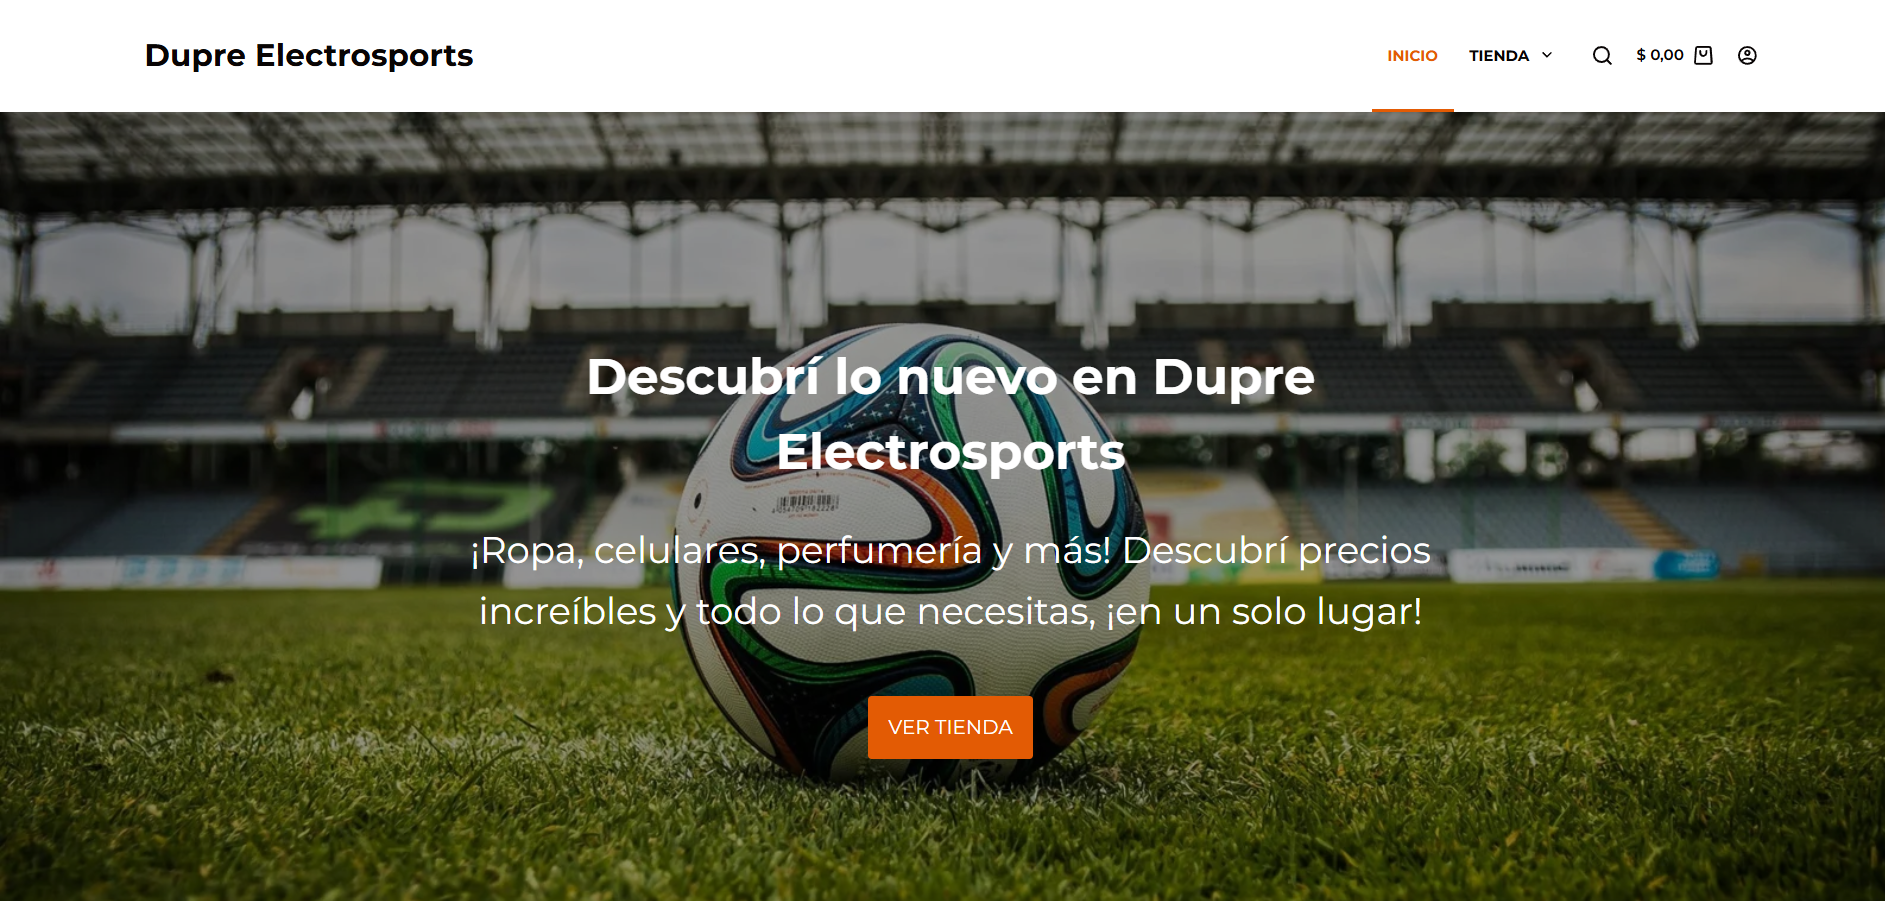 Dupre Electrosports
INICIO
TIENDA
$ 0,00
Descubrí lo nuevo en Dupre
Electrosports
¡Ropa, celulares, perfumería y más! Descubrí precios
increíbles y todo lo que necesitas, ¡en un solo lugar!
VER TIENDA